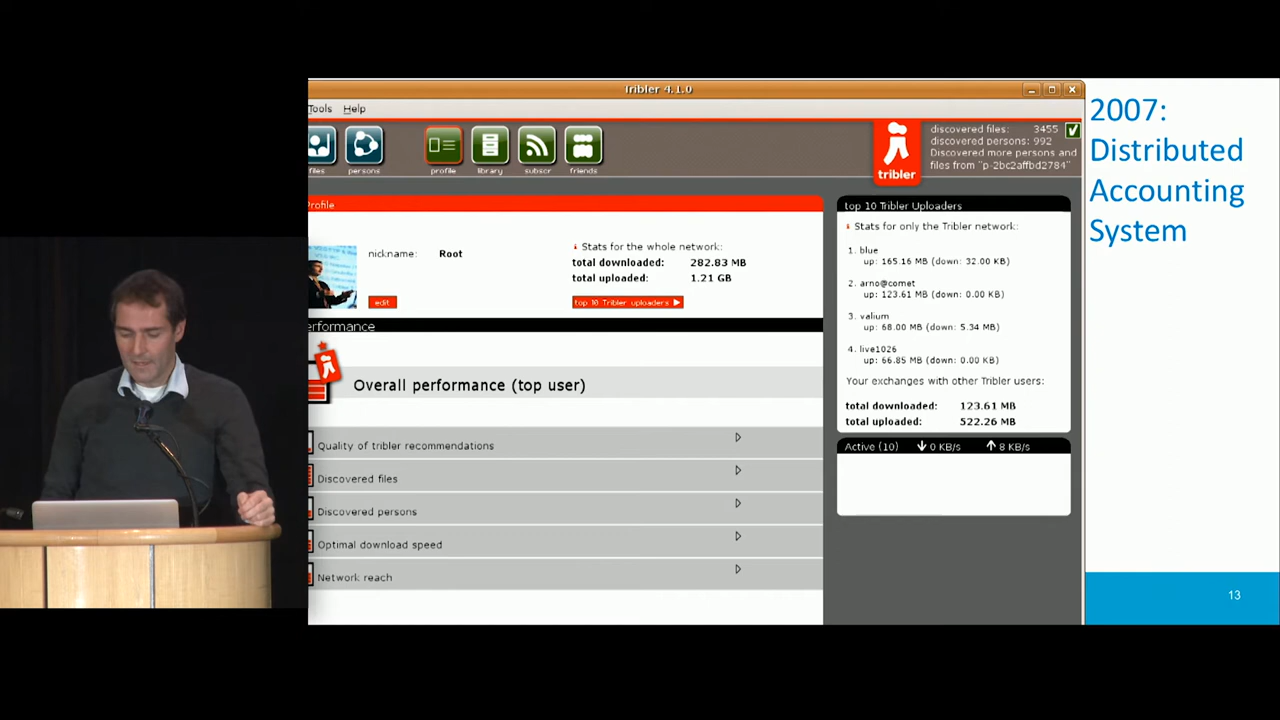 Tribler 4.1.0
Tools Help
files
persons
profile
library
subscr
friends
tribler
discovered files: 3455
discovered persons: 992
Discovered more persons and
files from "p-2bc2affbd2784"
Profile
nickname: Root
edit
Stats for the whole network:
total downloaded: 282.83 MB
total uploaded: 1.21 GB
top 10 Tribler uploaders
erformance
Overall performance (top user)
Quality of tribler recommendations
Discovered files
Discovered persons
Optimal download speed
Network reach
top 10 Tribler Uploaders
Stats for only the Tribler network:
1. blue
up: 165.16 MB (down: 32.00 KB)
2. arno@comet
up: 123.61 MB (down: 0.00 KB)
3. valium
up: 68.00 MB (down: 5.34 MB)
4. live1026
up: 66.85 MB (down: 0.00 KB)
Your exchanges with other Tribler users:
total downloaded: 123.61 MB
total uploaded: 522.26 MB
Active (10) 0 KB/s 8 KB/s
2007:
Distributed
Accounting
System
13